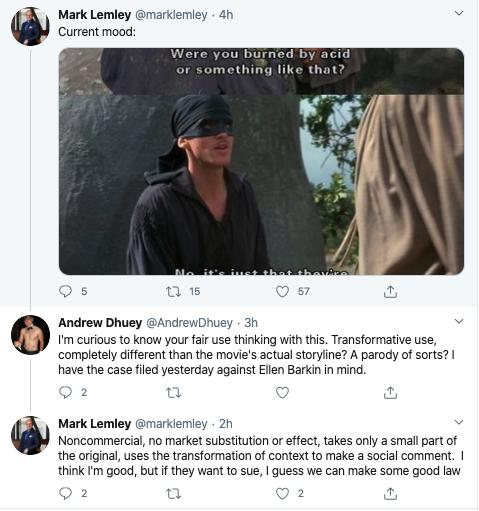 Mark Lemley @marklemley · 4h
Current mood:
Were you burned by acid
or something like that?
No, it's just that they're
5 15 57
Andrew Dhuey @AndrewDhuey · 3h
I'm curious to know your fair use thinking with this. Transformative use,
completely different than the movie's actual storyline? A parody of sorts? I
have the case filed yesterday against Ellen Barkin in mind.
2
Mark Lemley @marklemley · 2h
Noncommercial, no market substitution or effect, takes only a small part of
the original, uses the transformation of context to make a social comment. I
think I'm good, but if they want to sue, I guess we can make some good law
2 2